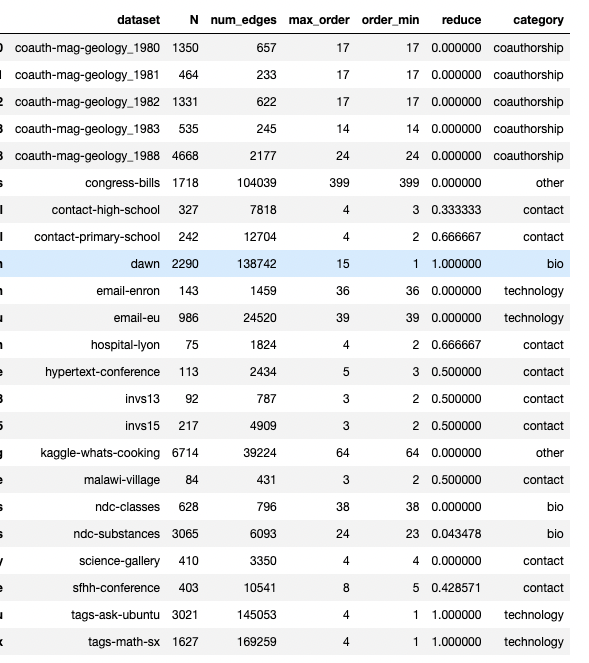 dataset N num_edges max_order order_min reduce category
0 coauth-mag-geology_1980 1350 657 17 17 0.000000 coauthorship
1 coauth-mag-geology_1981 464 233 17 17 0.000000 coauthorship
2 coauth-mag-geology_1982 1331 622 17 17 0.000000 coauthorship
3 coauth-mag-geology_1983 535 245 14 14 0.000000 coauthorship
8 coauth-mag-geology_1988 4668 2177 24 24 0.000000 coauthorship
s congress-bills 1718 104039 399 399 0.000000 other
l contact-high-school 327 7818 4 3 0.333333 contact
l contact-primary-school 242 12704 4 2 0.666667 contact
n dawn 2290 138742 15 1 1.000000 bio
n email-enron 143 1459 36 36 0.000000 technology
u email-eu 986 24520 39 39 0.000000 technology
n hospital-lyon 75 1824 4 2 0.666667 contact
e hypertext-conference 113 2434 5 3 0.500000 contact
3 invs13 92 787 3 2 0.500000 contact
5 invs15 217 4909 3 2 0.500000 contact
g kaggle-whats-cooking 6714 39224 64 64 0.000000 other
e malawi-village 84 431 3 2 0.500000 contact
s ndc-classes 628 796 38 38 0.000000 bio
s ndc-substances 3065 6093 24 23 0.043478 bio
y science-gallery 410 3350 4 4 0.000000 contact
e sfhh-conference 403 10541 8 5 0.428571 contact
u tags-ask-ubuntu 3021 145053 4 1 1.000000 technology
x tags-math-sx 1627 169259 4 1 1.000000 technology